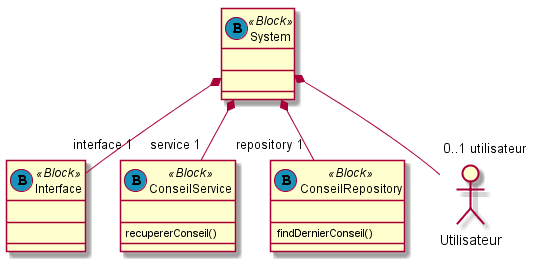 B «Block»
System
interface 1
service 1
repository 1
0..1 utilisateur
B «Block»
Interface
B «Block»
ConseilService
recupererConseil()
B «Block»
ConseilRepository
findDernierConseil()
Utilisateur